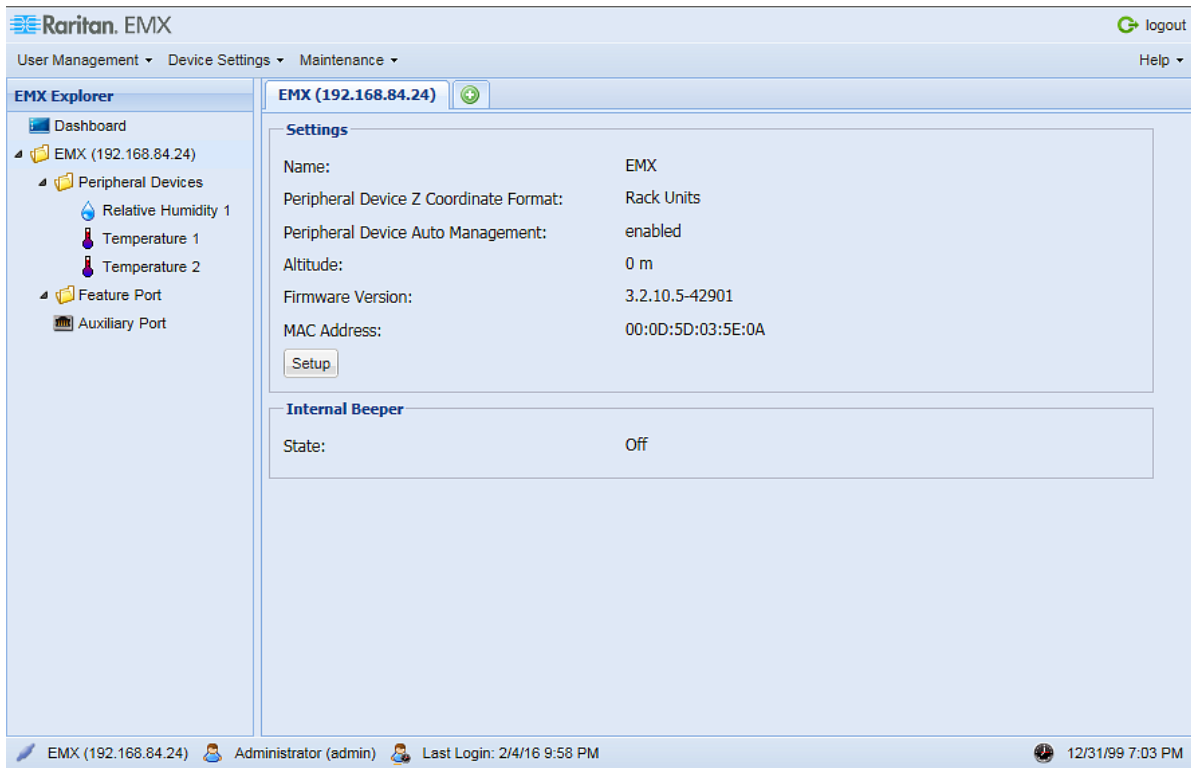 Raritan. EMX
logout
User Management Device Settings Maintenance Help
EMX Explorer
Dashboard
EMX (192.168.84.24)
Peripheral Devices
Relative Humidity 1
Temperature 1
Temperature 2
Feature Port
Auxiliary Port
EMX (192.168.84.24)
Settings
Name: EMX
Peripheral Device Z Coordinate Format: Rack Units
Peripheral Device Auto Management: enabled
Altitude: 0 m
Firmware Version: 3.2.10.5-42901
MAC Address: 00:0D:5D:03:5E:0A
Setup
Internal Beeper
State: Off
EMX (192.168.84.24) Administrator (admin) Last Login: 2/4/16 9:58 PM 12/31/99 7:03 PM